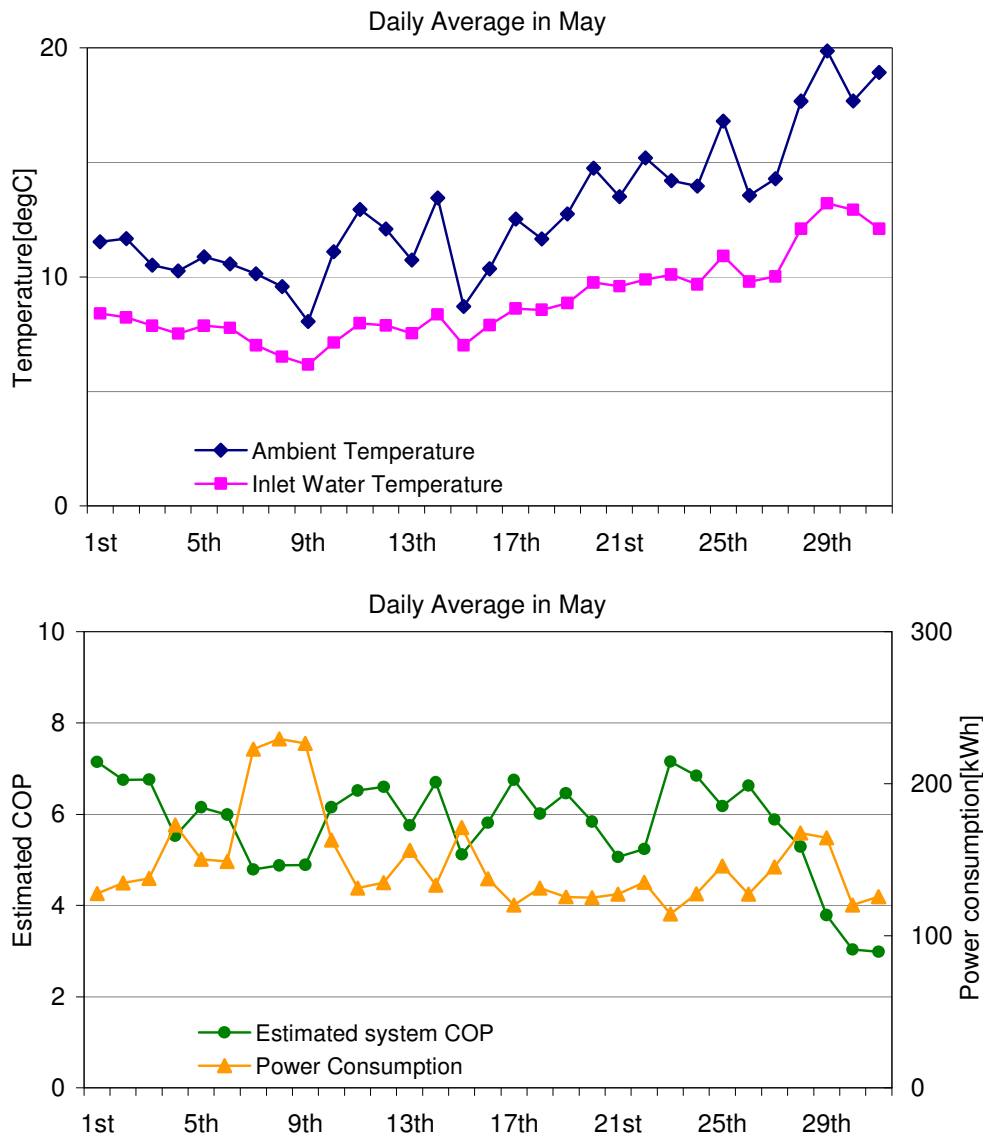 Daily Average in May
Temperature[degC]
20
10
0
Ambient Temperature
Inlet Water Temperature
1st 5th 9th 13th 17th 21st 25th 29th
Daily Average in May
Estimated COP
10
8
6
4
2
0
300
200
100
0
Power consumption[kWh]
Estimated system COP
Power Consumption
1st 5th 9th 13th 17th 21st 25th 29th